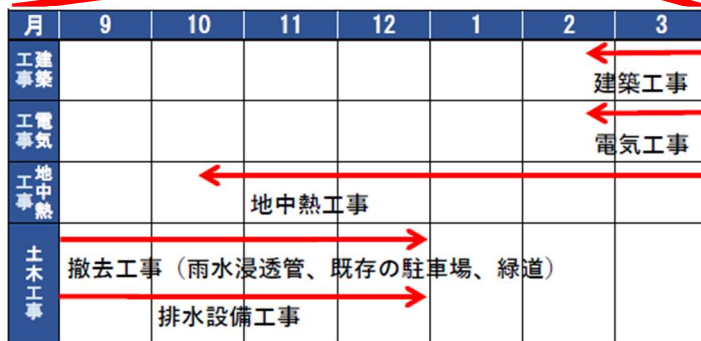 月 9 10 11 12 1 2 3
建築工事
建築工事
電気工事
電気工事
地中熱工事
地中熱工事
土木工事
撤去工事（雨水浸透管、既存の駐車場、緑道）
排水設備工事